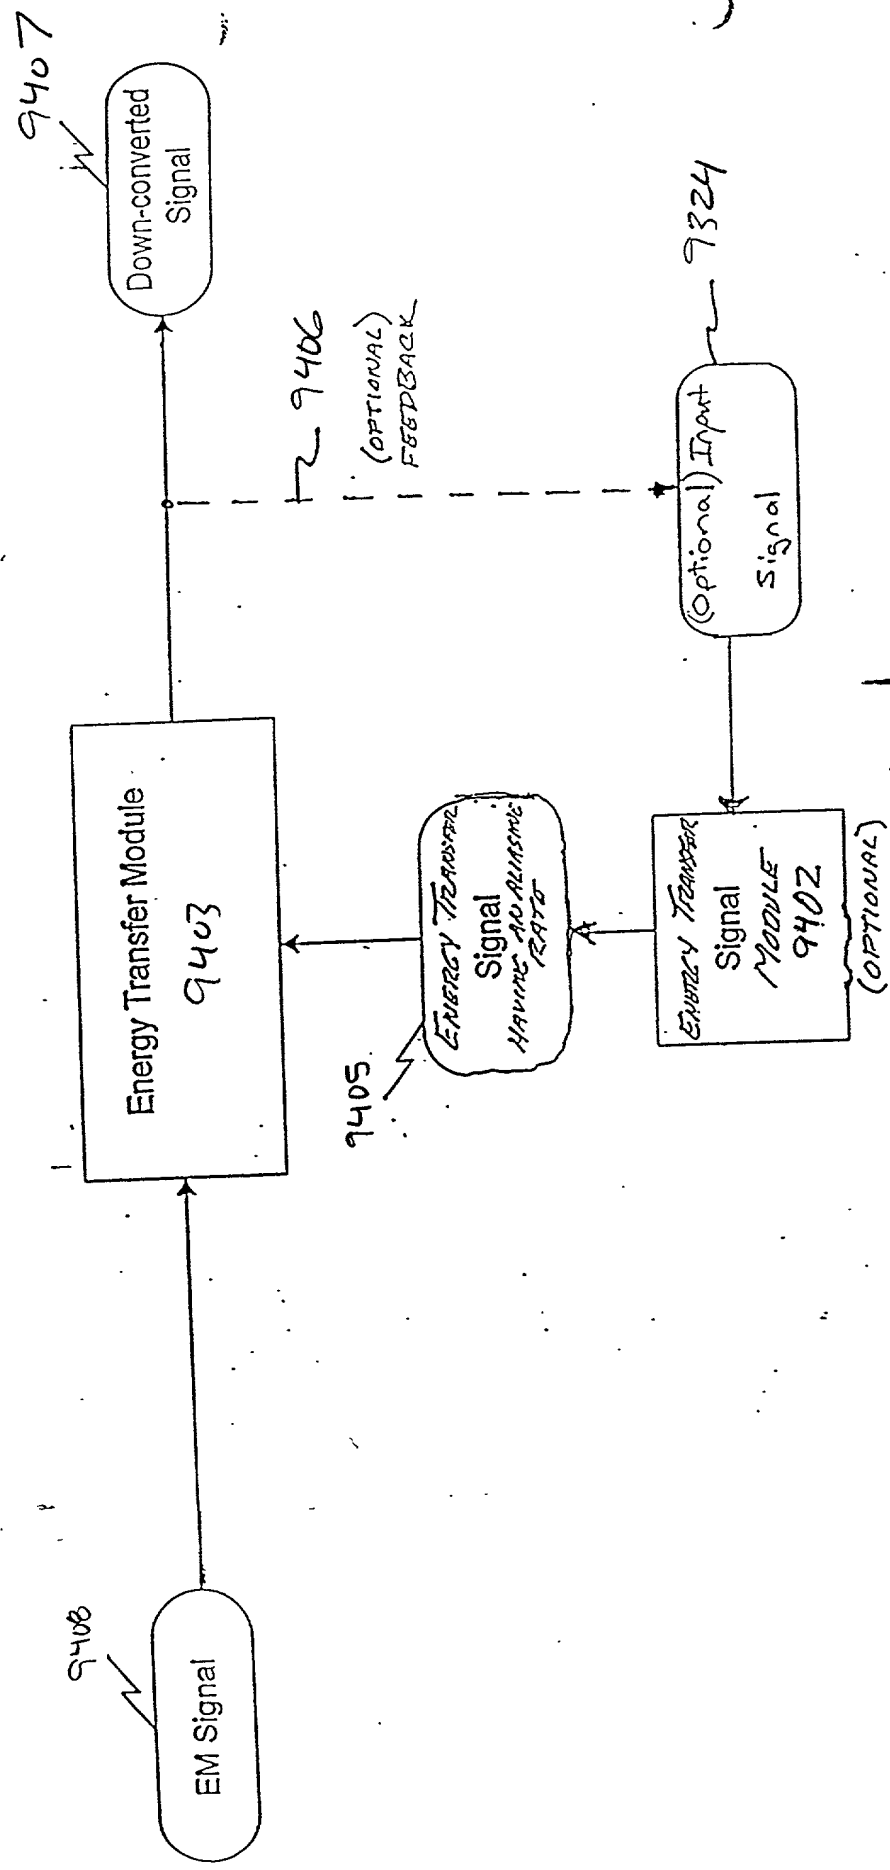 9408
EM Signal
Energy Transfer Module
9403
9407
Down-converted
Signal
9406
(OPTIONAL)
FEEDBACK
9405
ENERGY TRANSFER
Signal
HAVING AN ALIASING
RATE
ENERGY TRANSFER
Signal
MODULE
9402
(OPTIONAL)
(Optional) Input
Signal
9324